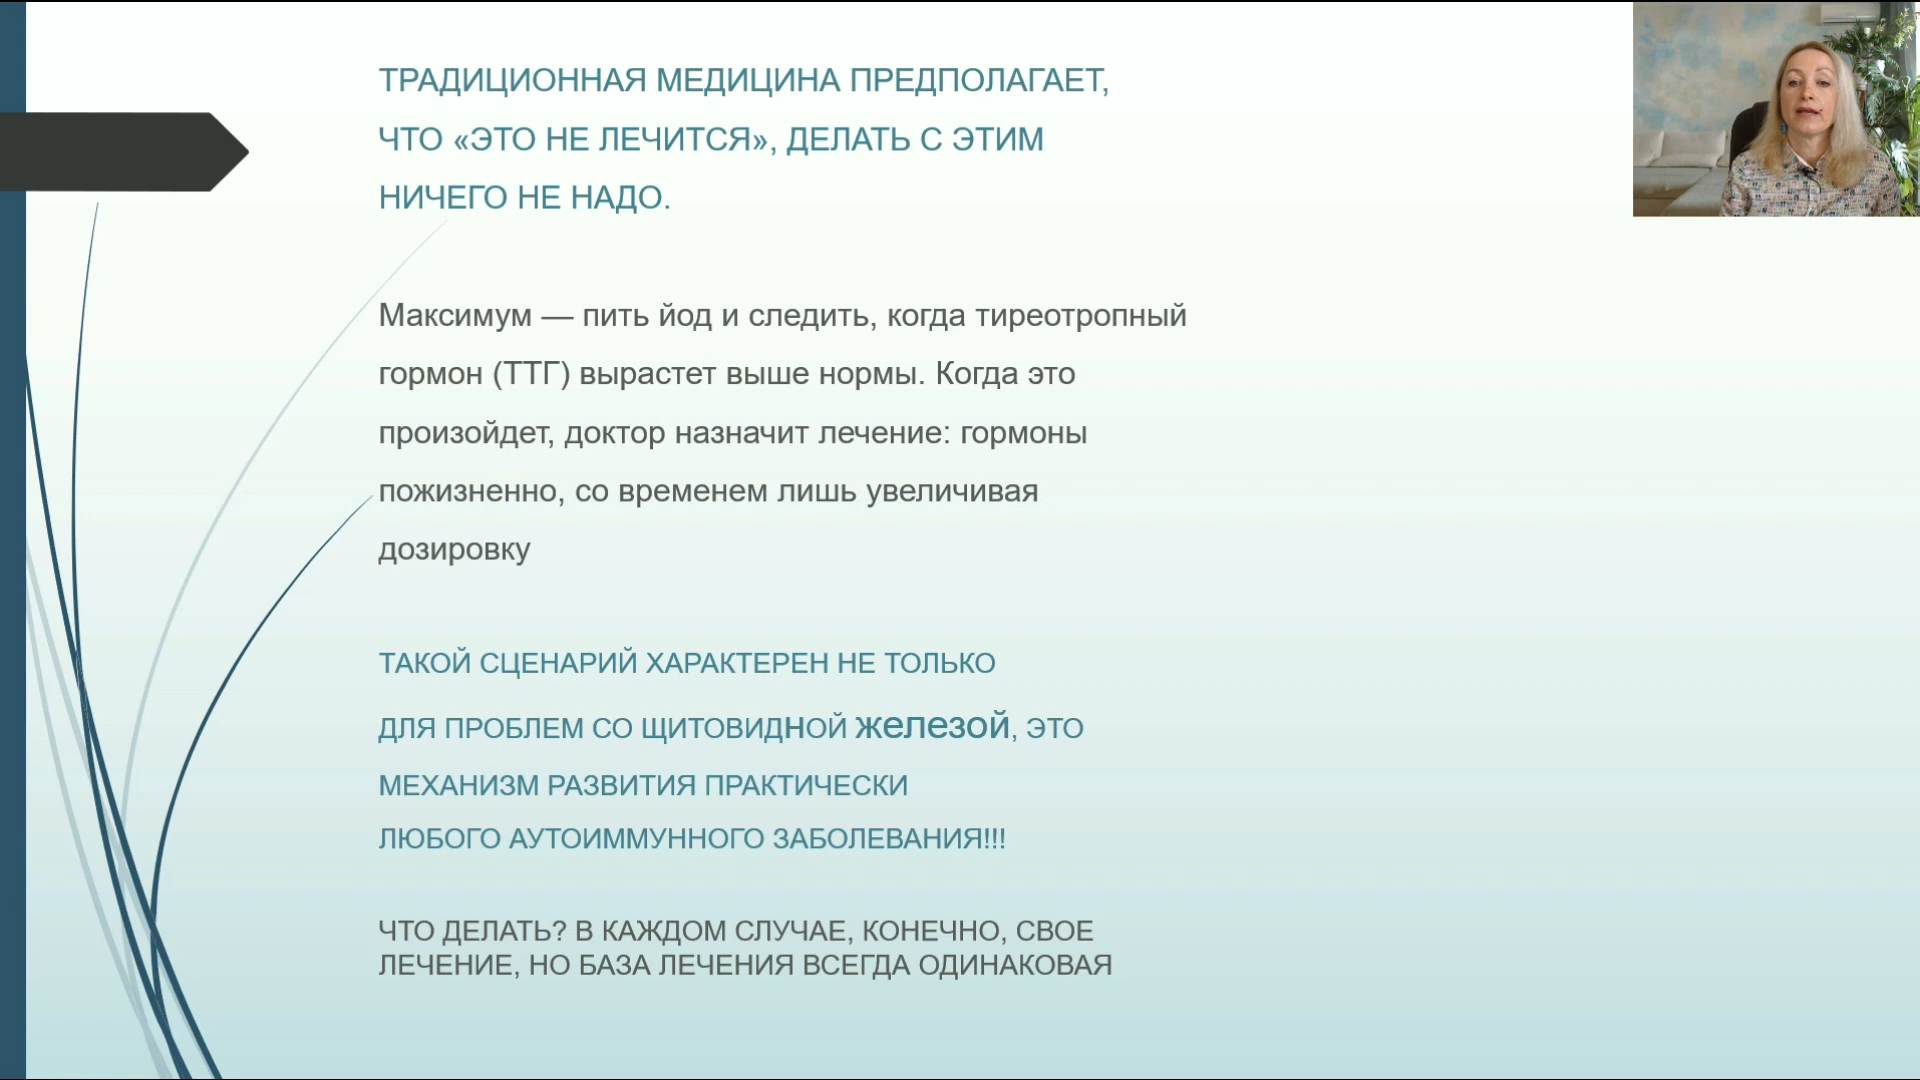 ТРАДИЦИОННАЯ МЕДИЦИНА ПРЕДПОЛАГАЕТ,
ЧТО «ЭТО НЕ ЛЕЧИТСЯ», ДЕЛАТЬ С ЭТИМ
НИЧЕГО НЕ НАДО.
Максимум — пить йод и следить, когда тиреотропный
гормон (ТТГ) вырастет выше нормы. Когда это
произойдет, доктор назначит лечение: гормоны
пожизненно, со временем лишь увеличивая
дозировку
ТАКОЙ СЦЕНАРИЙ ХАРАКТЕРЕН НЕ ТОЛЬКО
ДЛЯ ПРОБЛЕМ СО ЩИТОВИДнОЙ железой, ЭТО
МЕХАНИЗМ РАЗВИТИЯ ПРАКТИЧЕСКИ
ЛЮБОГО АУТОИММУННОГО ЗАБОЛЕВАНИЯ!!!
ЧТО ДЕЛАТЬ? В КАЖДОМ СЛУЧАЕ, КОНЕЧНО, СВОЕ
ЛЕЧЕНИЕ, НО БАЗА ЛЕЧЕНИЯ ВСЕГДА ОДИНАКОВАЯ